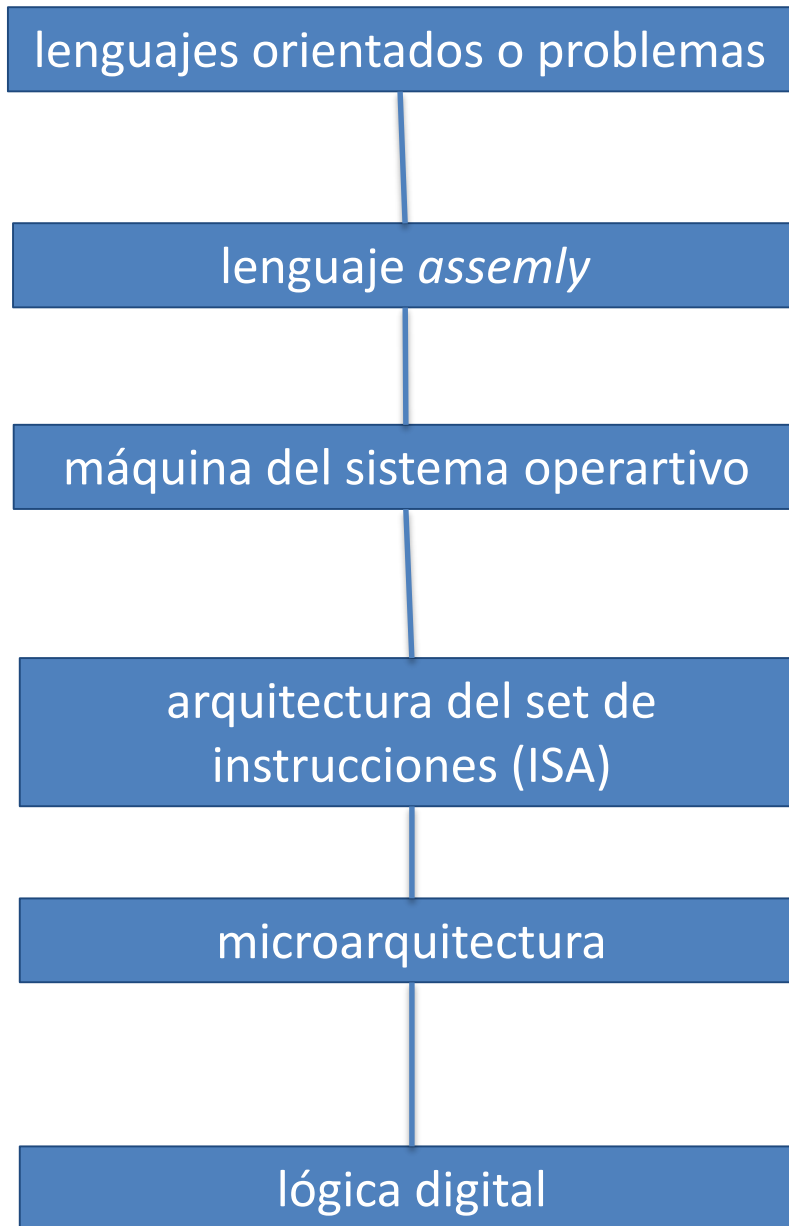 lenguajes orientados o problemas
lenguaje assemly
máquina del sistema operartivo
arquitectura del set de
instrucciones (ISA)
microarquitectura
lógica digital